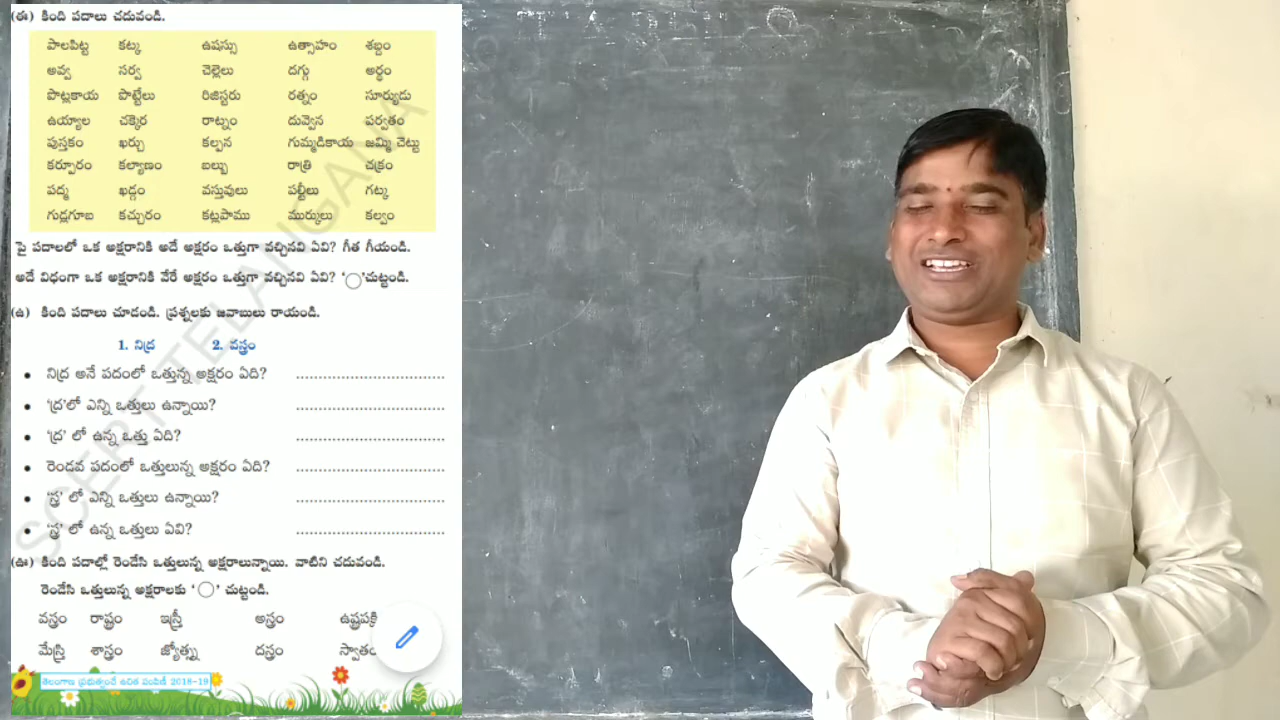 (ఈ) కింది పదాలు చదువండి.
పాలపిట్ట కట్క ఉషస్సు ఉత్సాహం శబ్దం
అవ్వ సర్వ చెల్లెలు దగ్గు అర్థం
పొట్లకాయ పొట్టేలు రిజిస్టరు రత్నం సూర్యుడు
ఉయ్యాల చక్కెర రాట్నం దువ్వెన పర్వతం
పుస్తకం ఖర్చు కల్పన గుమ్మడికాయ జమ్మి చెట్టు
కర్పూరం కల్యాణం బల్బు రాత్రి చక్రం
పద్మ ఖడ్గం వస్తువులు పల్టీలు గట్క
గుడ్లగూబ కచ్చురం కట్లపాము ముర్కులు కల్వం
పై పదాలలో ఒక అక్షరానికి అదే అక్షరం ఒత్తుగా వచ్చినవి ఏవి? గీత గీయండి.
అదే విధంగా ఒక అక్షరానికి వేరే అక్షరం ఒత్తుగా వచ్చినవి ఏవి? ‘○’చుట్టండి.
(ఉ) కింది పదాలు చూడండి. ప్రశ్నలకు జవాబులు రాయండి.
1. నిద్ర 2. వస్త్రం
• నిద్ర అనే పదంలో ఒత్తున్న అక్షరం ఏది? ..............................
• ‘ద్ర’లో ఎన్ని ఒత్తులు ఉన్నాయి? ..............................
• ‘ద్ర’ లో ఉన్న ఒత్తు ఏది? ..............................
• రెండవ పదంలో ఒత్తులున్న అక్షరం ఏది? ..............................
• ‘స్త్ర’ లో ఎన్ని ఒత్తులు ఉన్నాయి? ..............................
• ‘స్త్ర’ లో ఉన్న ఒత్తులు ఏవి? ..............................
(ఊ) కింది పదాల్లో రెండేసి ఒత్తులున్న అక్షరాలున్నాయి. వాటిని చదువండి.
రెండేసి ఒత్తులున్న అక్షరాలకు ‘○’ చుట్టండి.
వస్త్రం రాష్ట్రం ఇస్త్రీ అస్త్రం ఉష్ట్రపక్షి
మేస్త్రి శాస్త్రం జ్యోత్స్న దస్త్రం
తెలంగాణ ప్రభుత్వంచే ఉచిత పంపిణీ 2018-19
SCERT TELANGANA